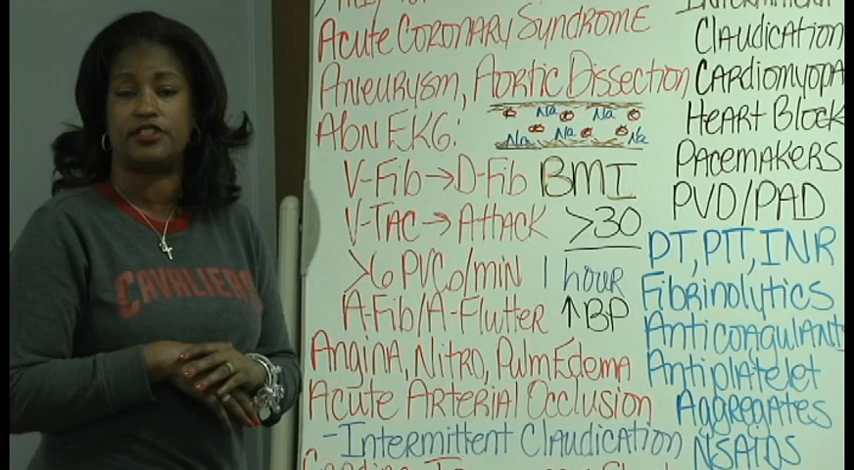 CAVALIERS
Acute Coronary Syndrome
Aneurysm, Aortic Dissection
Abn EKG:
Na Na
Na Na Na
V-Fib → D-Fib
V-TAC → Attack
>6 PVCs/min
A-Fib/A-Flutter
BMI
>30
1 hour
↑BP
Angina, Nitro, Pulm Edema
Acute Arterial Occlusion
- Intermittent Claudication
Claudication
Cardiomyopa
Heart Block
Pacemakers
PVD/PAD
PT, PTT, INR
Fibrinolytics
Anticoagulant
Antiplatelet
Aggregates
NSAIDS